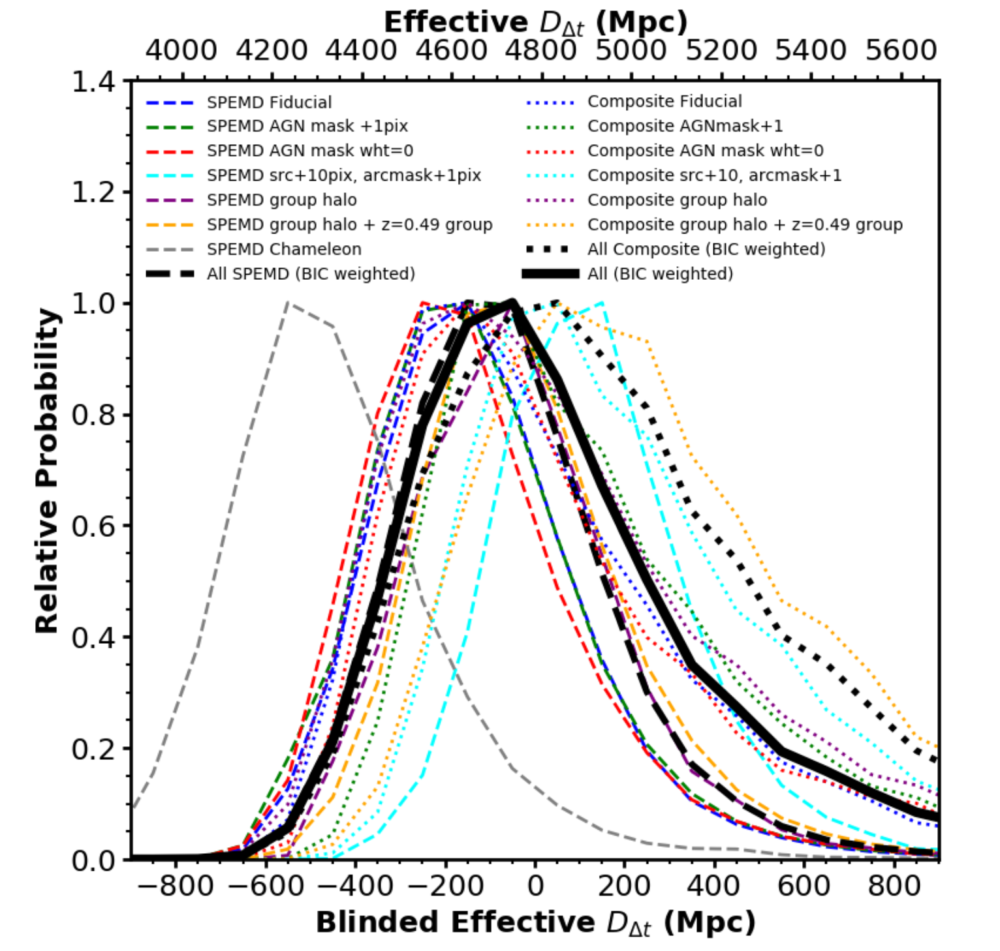 Effective D_Δt (Mpc)
4000 4200 4400 4600 4800 5000 5200 5400 5600
1.4
1.2
1.0
0.8
0.6
0.4
0.2
0.0
Relative Probability
SPEMD Fiducial
SPEMD AGN mask +1pix
SPEMD AGN mask wht=0
SPEMD src+10pix, arcmask+1pix
SPEMD group halo
SPEMD group halo + z=0.49 group
SPEMD Chameleon
All SPEMD (BIC weighted)
Composite Fiducial
Composite AGNmask+1
Composite AGN mask wht=0
Composite src+10, arcmask+1
Composite group halo
Composite group halo + z=0.49 group
All Composite (BIC weighted)
All (BIC weighted)
−800 −600 −400 −200 0 200 400 600 800
Blinded Effective D_Δt (Mpc)